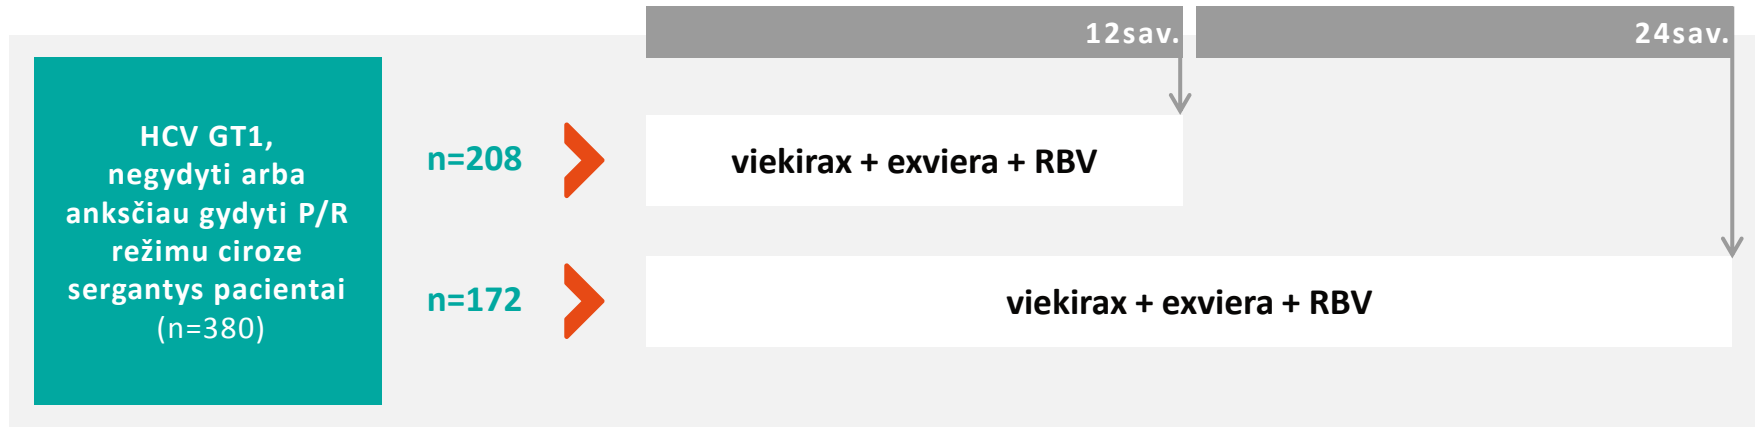 12sav.
24sav.
HCV GT1,
negydyti arba
anksčiau gydyti P/R
režimu ciroze
sergantys pacientai
(n=380)
n=208
viekirax + exviera + RBV
n=172
viekirax + exviera + RBV